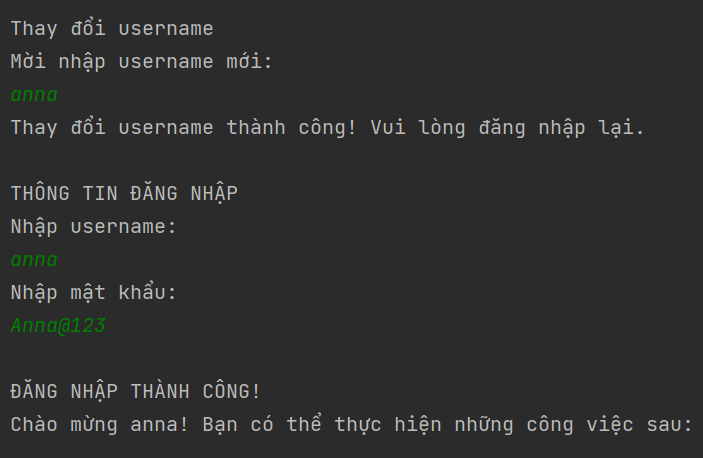 Thay đổi username
Mời nhập username mới:
anna
Thay đổi username thành công! Vui lòng đăng nhập lại.
THÔNG TIN ĐĂNG NHẬP
Nhập username:
anna
Nhập mật khẩu:
Anna@123
ĐĂNG NHẬP THÀNH CÔNG!
Chào mừng anna! Bạn có thể thực hiện những công việc sau: